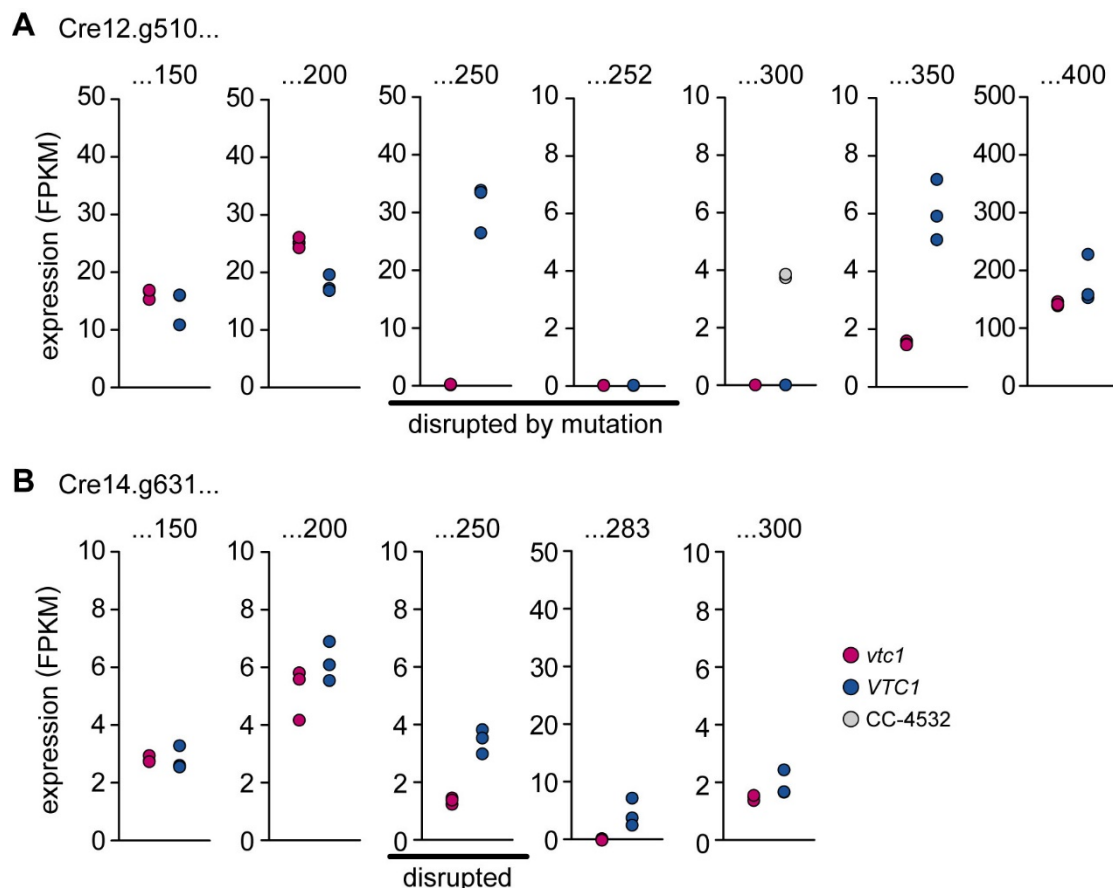 A Cre12.g510...
...150 ...200 ...250 ...252 ...300 ...350 ...400
50 50 50 10 10 10 500
40 40 40 8 8 8 400
30 30 30 6 6 6 300
20 20 20 4 4 4 200
10 10 10 2 2 2 100
0 0 0 0 0 0 0
expression (FPKM)
disrupted by mutation
B Cre14.g631...
...150 ...200 ...250 ...283 ...300
10 10 10 50 10
8 8 8 40 8
6 6 6 30 6
4 4 4 20 4
2 2 2 10 2
0 0 0 0 0
expression (FPKM)
disrupted
vtc1
VTC1
CC-4532